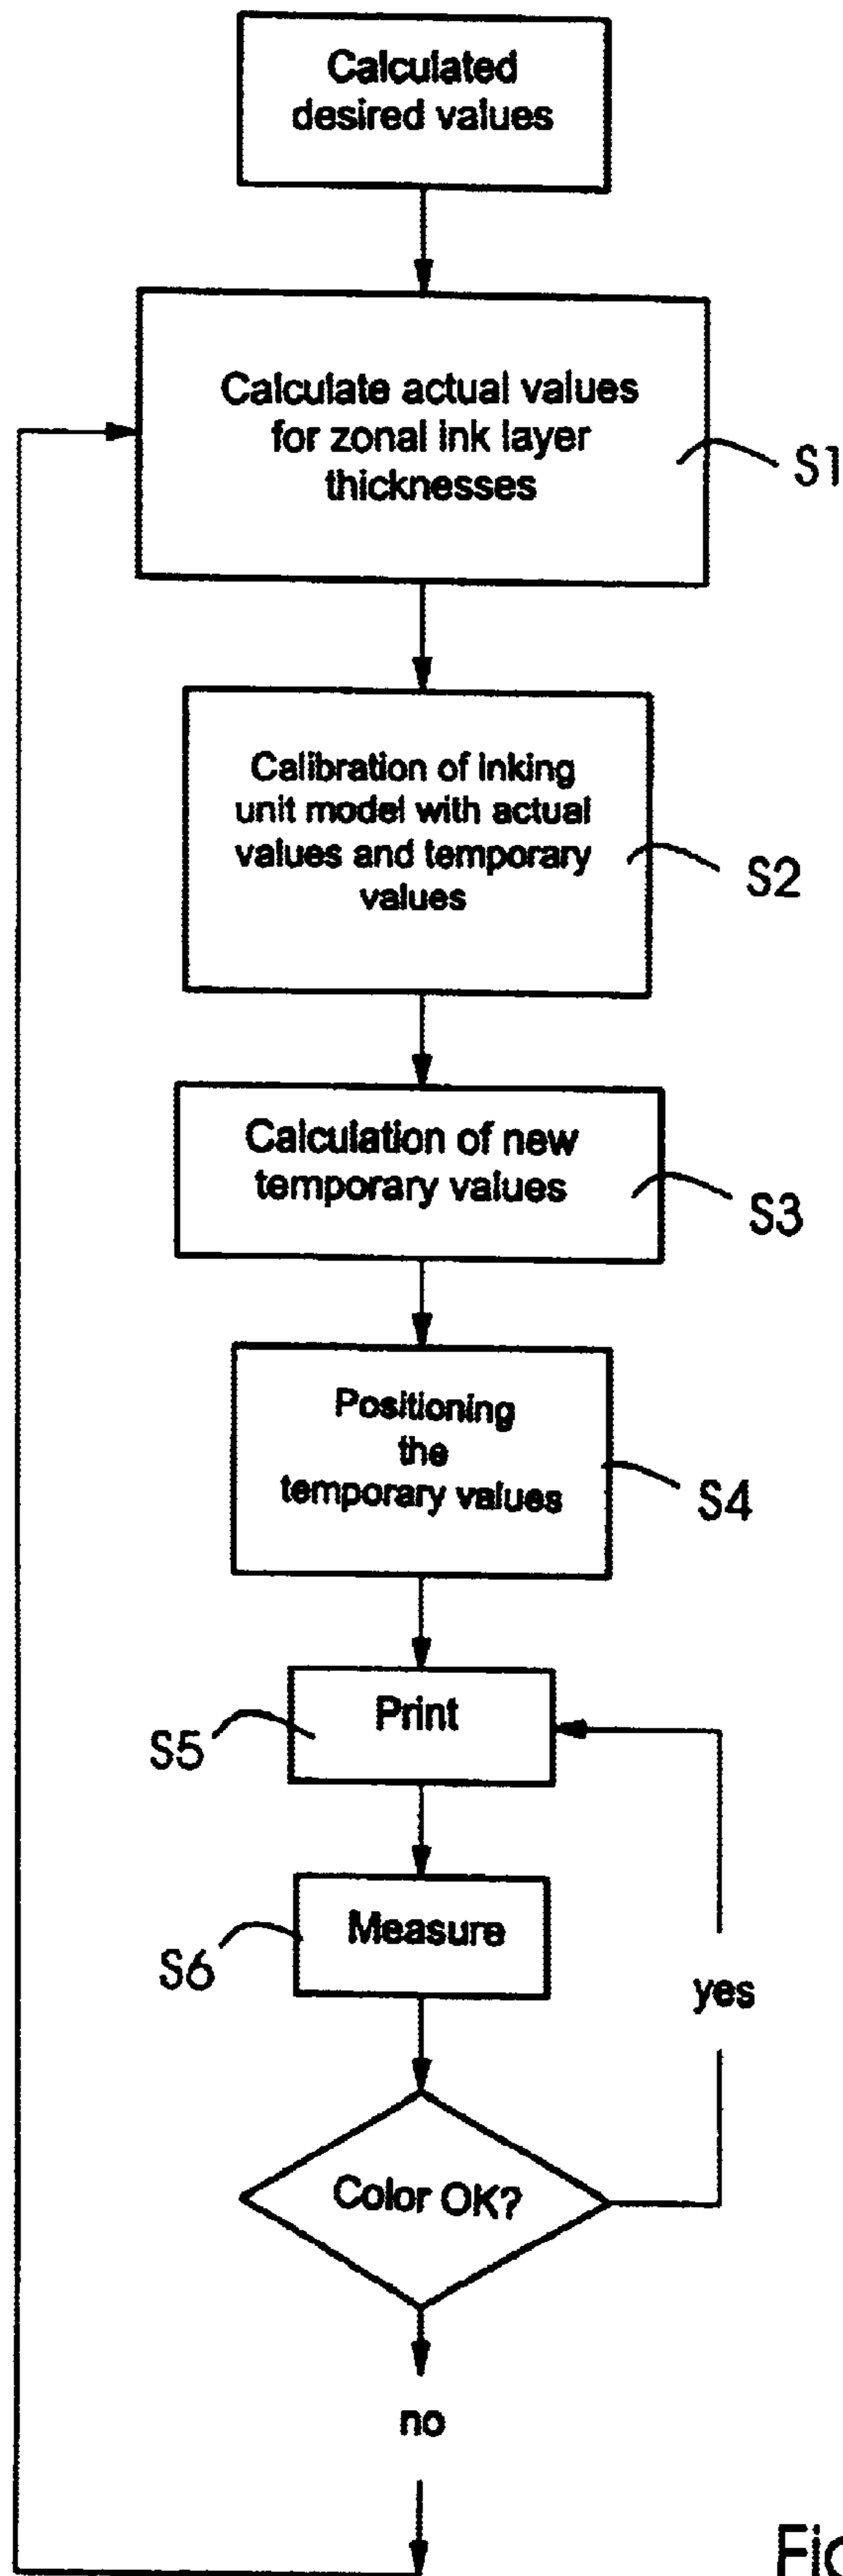 Calculated
desired values
Calculate actual values
for zonal ink layer
thicknesses
S1
Calibration of inking
unit model with actual
values and temporary
values
S2
Calculation of new
temporary values
S3
Positioning
the
temporary values
S4
Print
S5
Measure
S6
yes
Color OK?
no